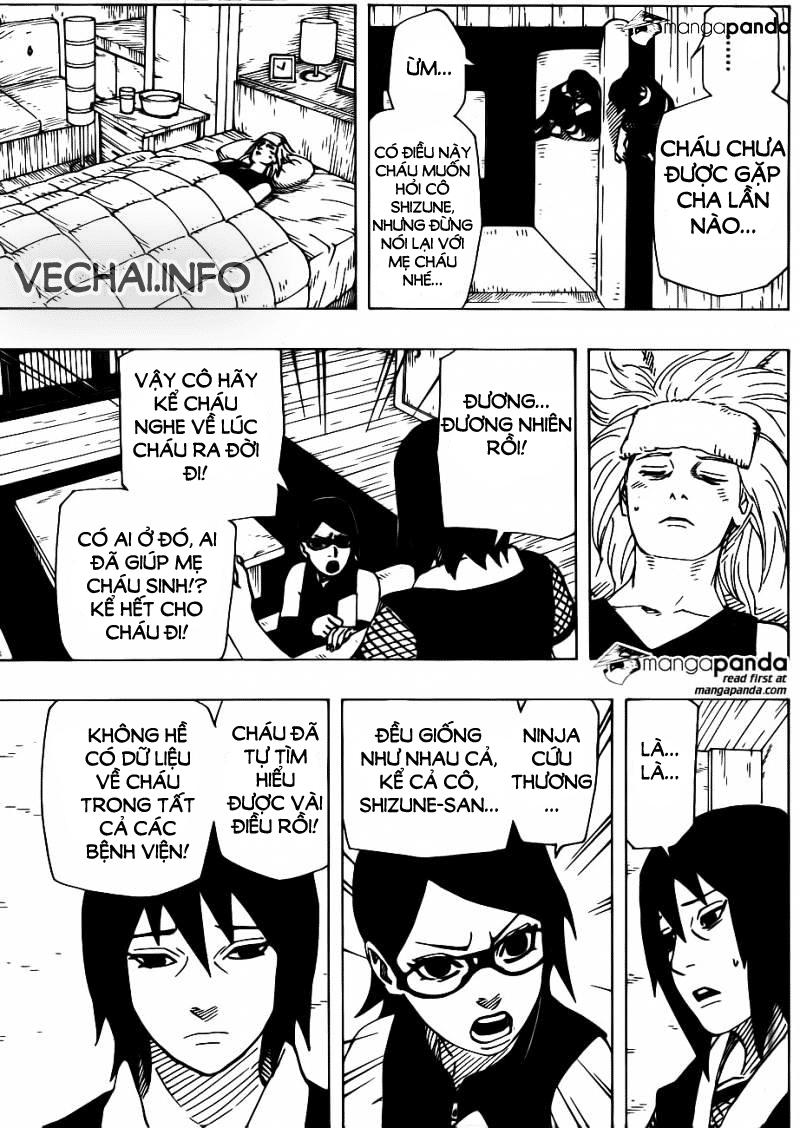 mangapanda
.......
CHÁU CHƯA
ĐƯỢC GẶP
CHA LẦN
NÀO...
ỪM...
CÓ ĐIỀU NÀY
CHÁU MUỐN
HỎI CÔ
SHIZUNE,
NHƯNG ĐỪNG
NÓI LẠI VỚI
MẸ CHÁU
NHÉ...
VECHAI.INFO
ĐƯƠNG...
ĐƯƠNG NHIÊN
RỒI!
VẬY CÔ HÃY
KỂ CHÁU
NGHE VỀ LÚC
CHÁU RA ĐỜI
ĐI!
CÓ AI Ở ĐÓ, AI
ĐÃ GIÚP MẸ
CHÁU SINH!?
KỂ HẾT CHO
CHÁU ĐI!
mangapanda
read first at
mangapanda.com
LÀ...
LÀ...
NINJA
CỨU
THƯƠNG
...
ĐỀU GIỐNG
NHƯ NHAU CẢ,
KỂ CẢ CÔ,
SHIZUNE-SAN...
CHÁU ĐÃ
TỰ TÌM
HIỂU
ĐƯỢC VÀI
ĐIỀU RỒI!
KHÔNG HỀ
CÓ DỮ LIỆU
VỀ CHÁU
TRONG TẤT
CẢ CÁC
BỆNH VIỆN!